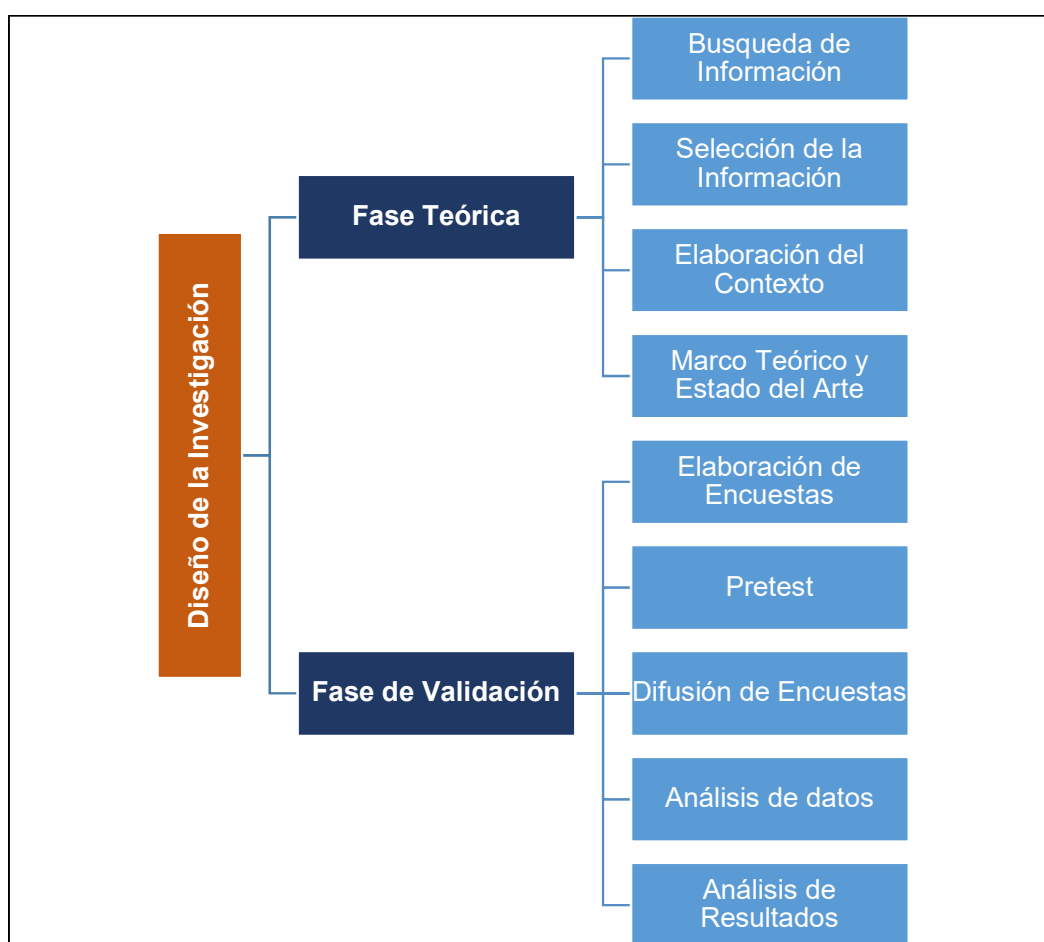 Diseño de la Investigación
Fase Teórica
Busqueda de
Información
Selección de la
Información
Elaboración del
Contexto
Marco Teórico y
Estado del Arte
Fase de Validación
Elaboración de
Encuestas
Pretest
Difusión de Encuestas
Análisis de datos
Análisis de
Resultados